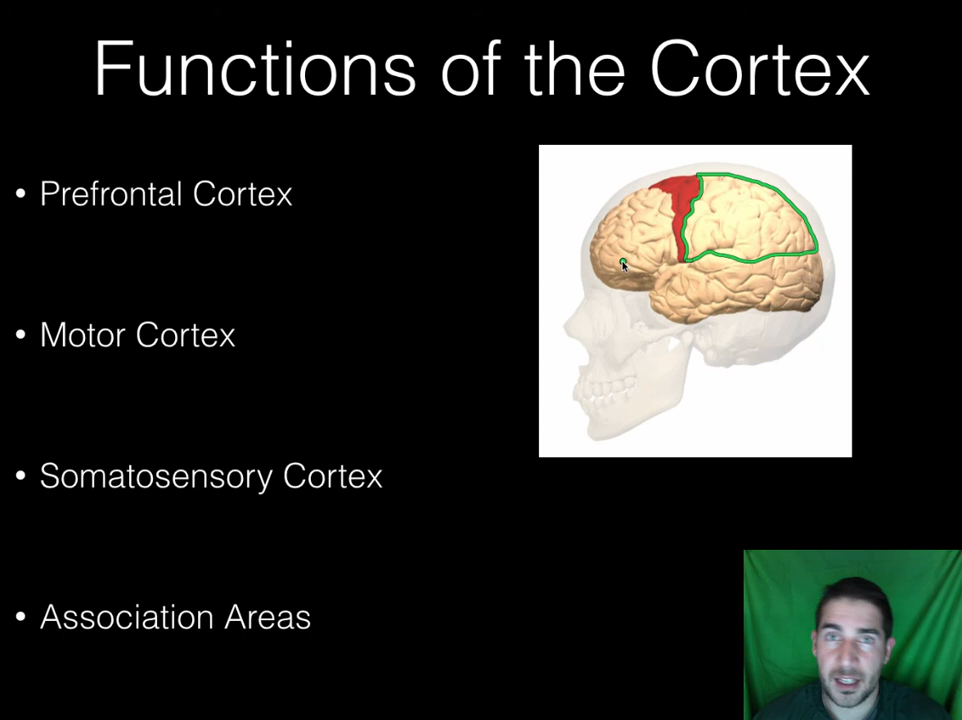 Functions of the Cortex
• Prefrontal Cortex
• Motor Cortex
• Somatosensory Cortex
• Association Areas